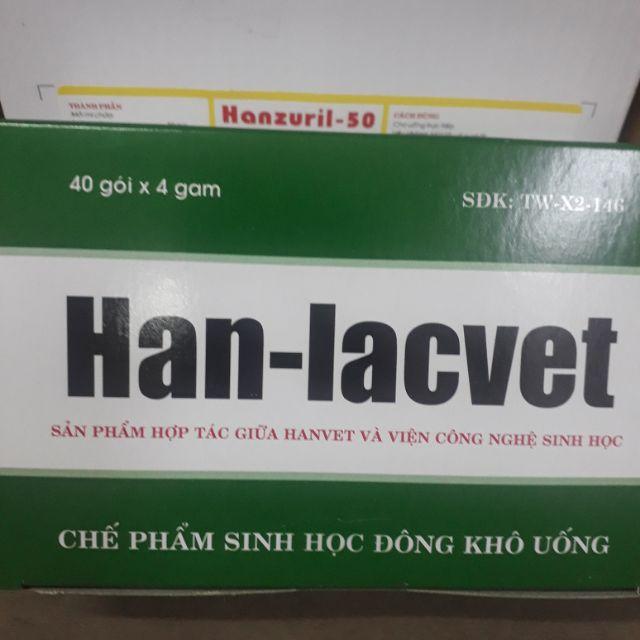 THÀNH PHẦN
Hanzuril-50
CÁCH DÙNG
40 gói x 4 gam
SĐK: TW-X2-146
Han-lacvet
SẢN PHẨM HỢP TÁC GIỮA HANVET VÀ VIỆN CÔNG NGHỆ SINH HỌC
CHẾ PHẨM SINH HỌC ĐÔNG KHÔ UỐNG